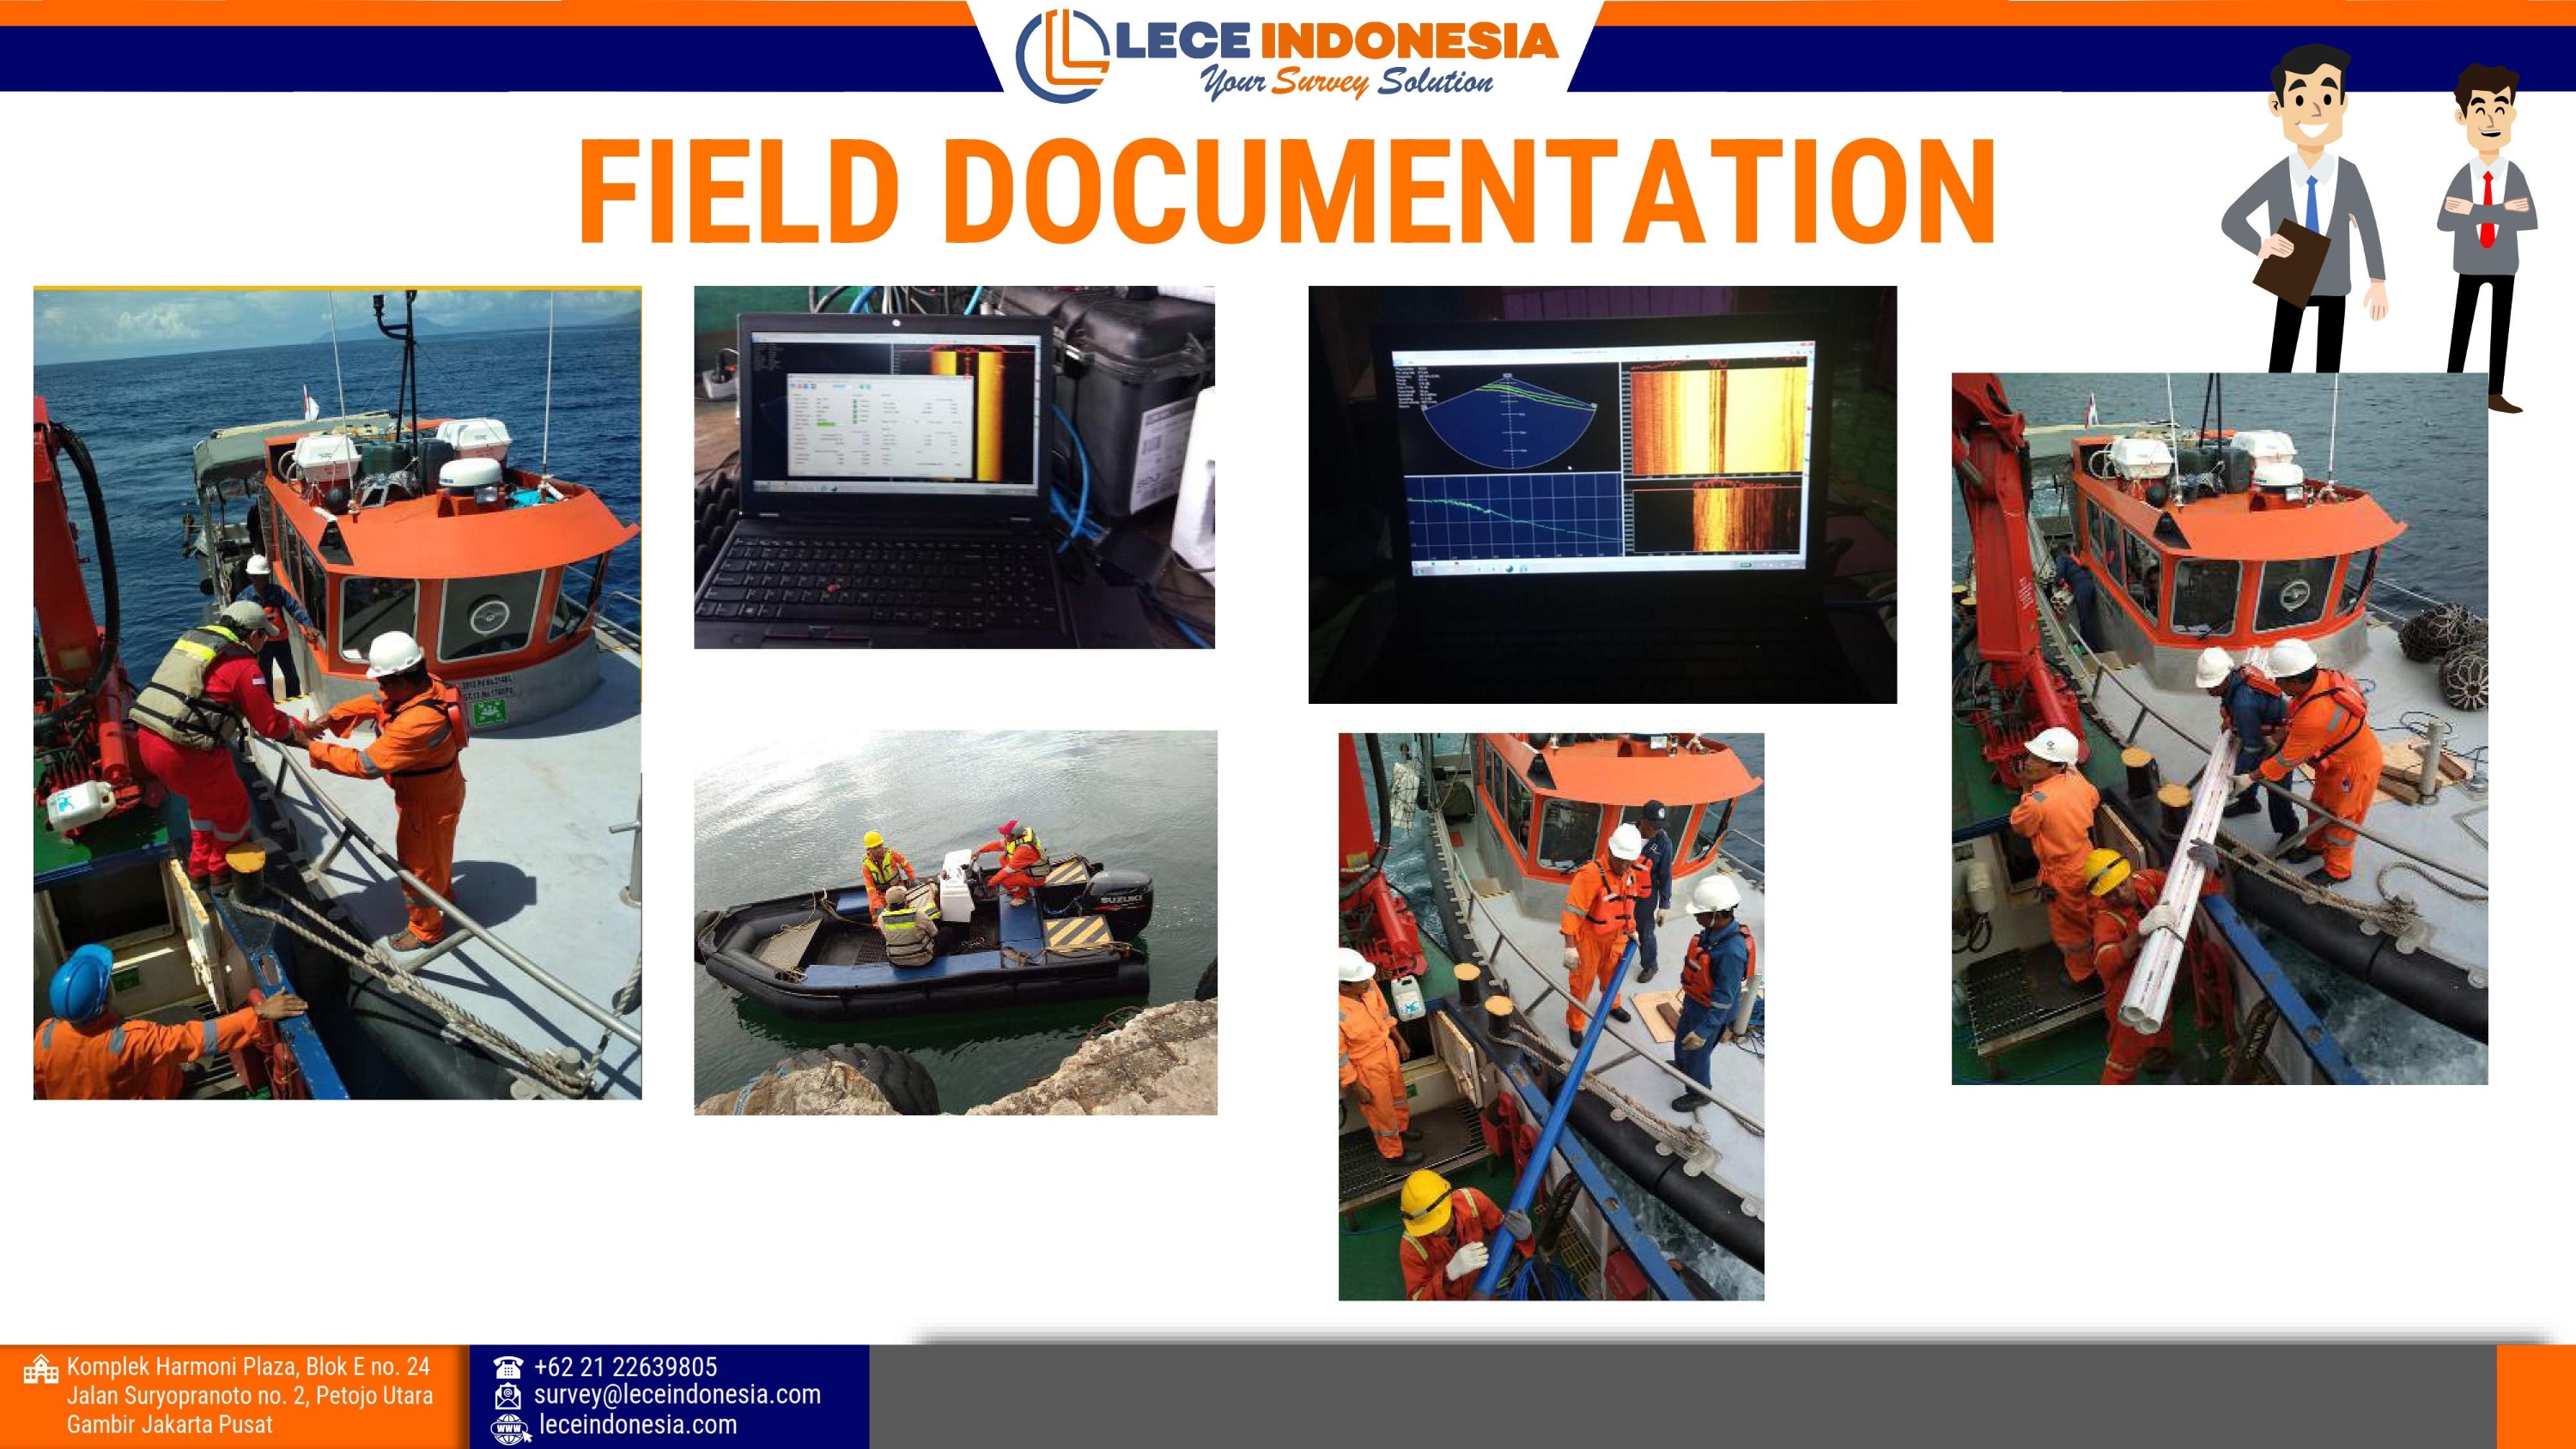 LECE INDONESIA
Your Survey Solution
FIELD DOCUMENTATION
SUZUKI
Komplek Harmoni Plaza, Blok E no. 24
Jalan Suryopranoto no. 2, Petojo Utara
Gambir Jakarta Pusat
+62 21 22639805
survey@leceindonesia.com
www
leceindonesia.com